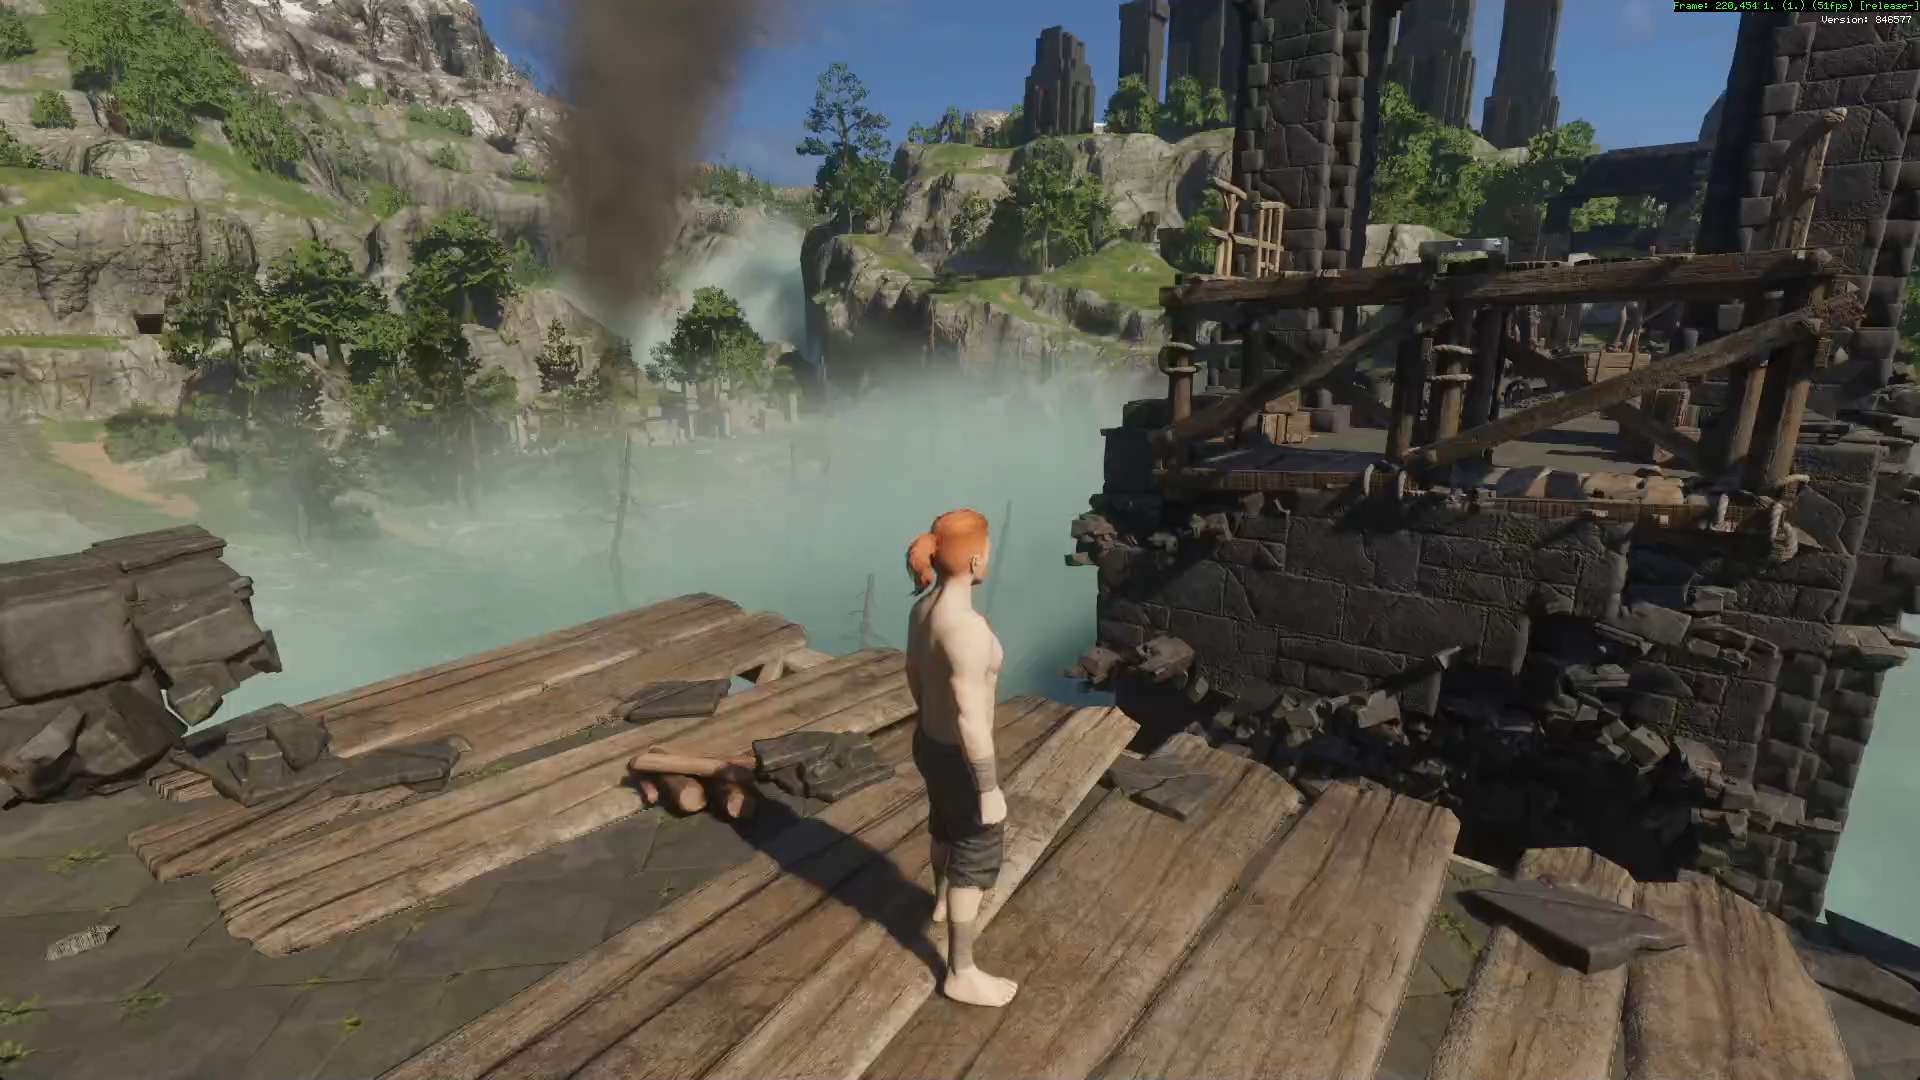 Frame: 220,454 1. (1.) (51fps) [release-]
Version: 846577